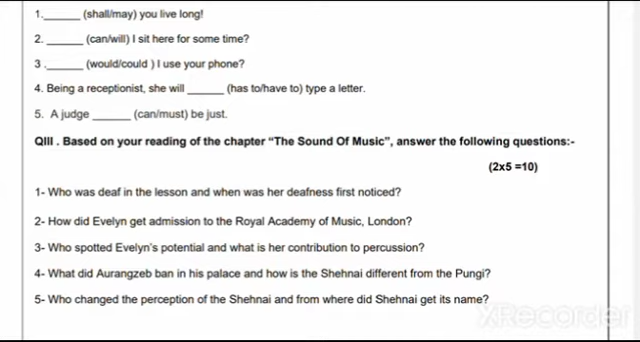 1.______ (shall/may) you live long!
2. ______ (can/will) I sit here for some time?
3 .______ (would/could ) I use your phone?
4. Being a receptionist, she will ______ (has to/have to) type a letter.
5. A judge ______ (can/must) be just.
QIII . Based on your reading of the chapter “The Sound Of Music”, answer the following questions:-
(2x5 =10)
1- Who was deaf in the lesson and when was her deafness first noticed?
2- How did Evelyn get admission to the Royal Academy of Music, London?
3- Who spotted Evelyn’s potential and what is her contribution to percussion?
4- What did Aurangzeb ban in his palace and how is the Shehnai different from the Pungi?
5- Who changed the perception of the Shehnai and from where did Shehnai get its name?
XRecorder